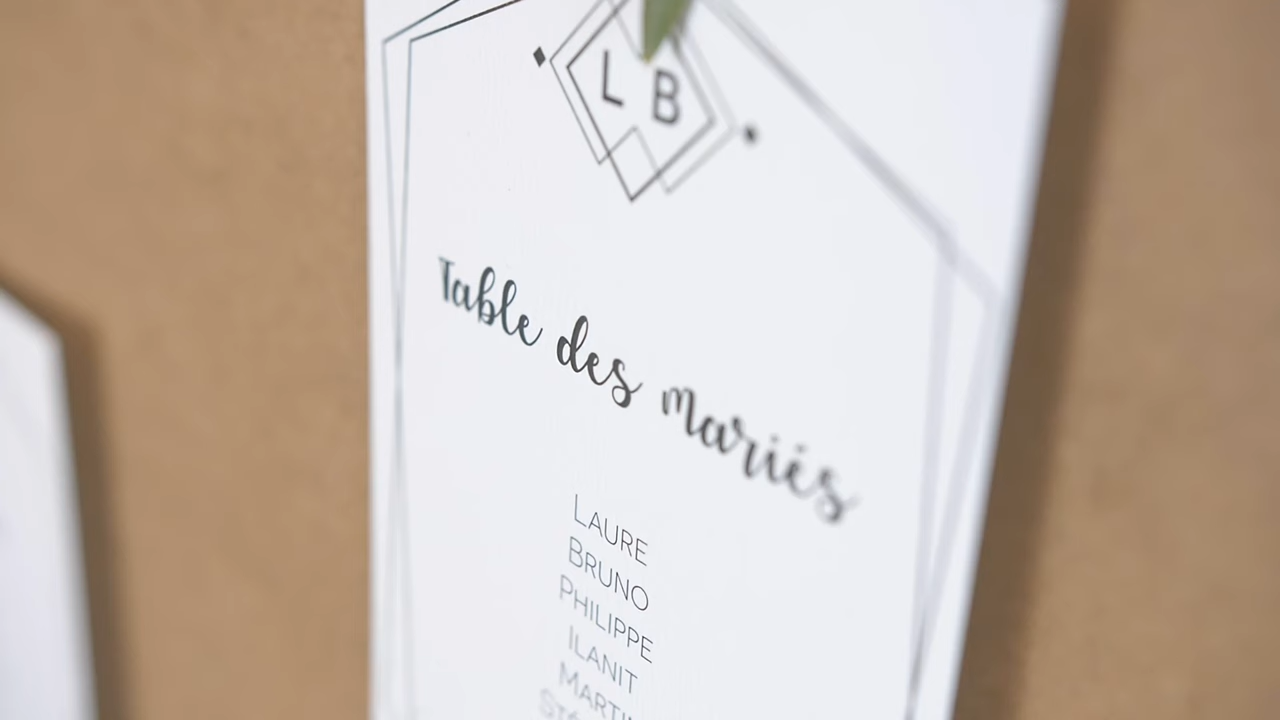 L B
Table des mariés
LAURE
BRUNO
PHILIPPE
ILANIT